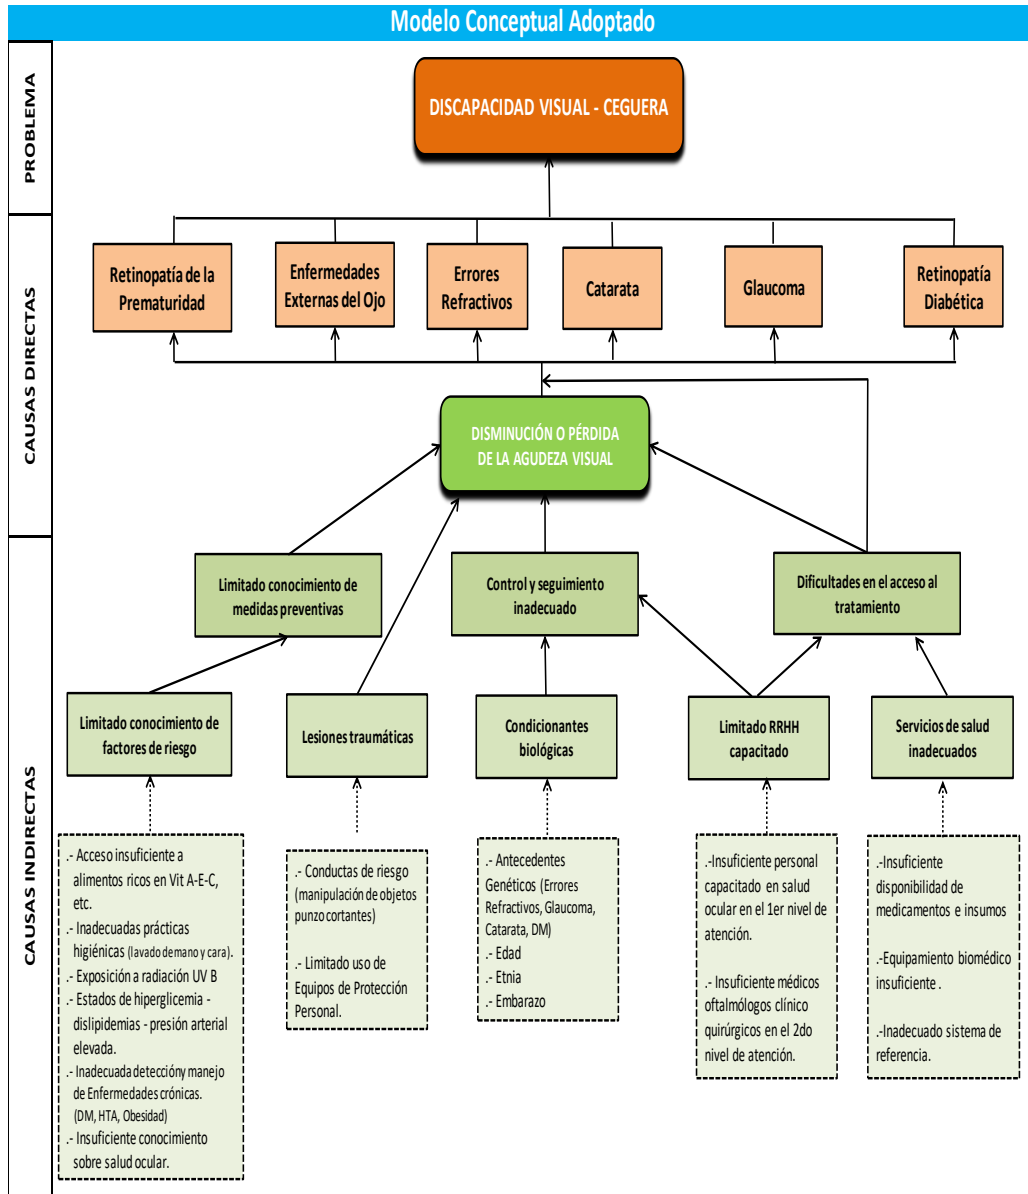 Modelo Conceptual Adoptado
PROBLEMA
DISCAPACIDAD VISUAL - CEGUERA
CAUSAS DIRECTAS
Retinopatía de la
Prematuridad
Enfermedades
Externas del Ojo
Errores
Refractivos
Catarata
Glaucoma
Retinopatía
Diabética
DISMINUCIÓN O PÉRDIDA
DE LA AGUDEZA VISUAL
CAUSAS INDIRECTAS
Limitado conocimiento de
medidas preventivas
Control y seguimiento
inadecuado
Dificultades en el acceso al
tratamiento
Limitado conocimiento de
factores de riesgo
Lesiones traumáticas
Condicionantes
biológicas
Limitado RRHH
capacitado
Servicios de salud
inadecuados
.- Acceso insuficiente a
alimentos ricos en Vit A-E-C,
etc.
.- Inadecuadas prácticas
higiénicas (lavado de mano y cara).
.- Exposición a radiación UV B
.- Estados de hiperglicemia -
dislipidemias - presión arterial
elevada.
.- Inadecuada detección y manejo
de Enfermedades crónicas.
(DM, HTA, Obesidad)
.- Insuficiente conocimiento
sobre salud ocular.
.- Conductas de riesgo
(manipulación de objetos
punzo cortantes)
.- Limitado uso de
Equipos de Protección
Personal.
.- Antecedentes
Genéticos (Errores
Refractivos, Glaucoma,
Catarata, DM)
.- Edad
.- Etnia
.- Embarazo
.-Insuficiente personal
capacitado en salud
ocular en el 1er nivel de
atención.
.- Insuficiente médicos
oftalmólogos clínico
quirúrgicos en el 2do
nivel de atención.
.-Insuficiente
disponibilidad de
medicamentos e insumos
.-Equipamiento biomédico
insuficiente .
.-Inadecuado sistema de
referencia.